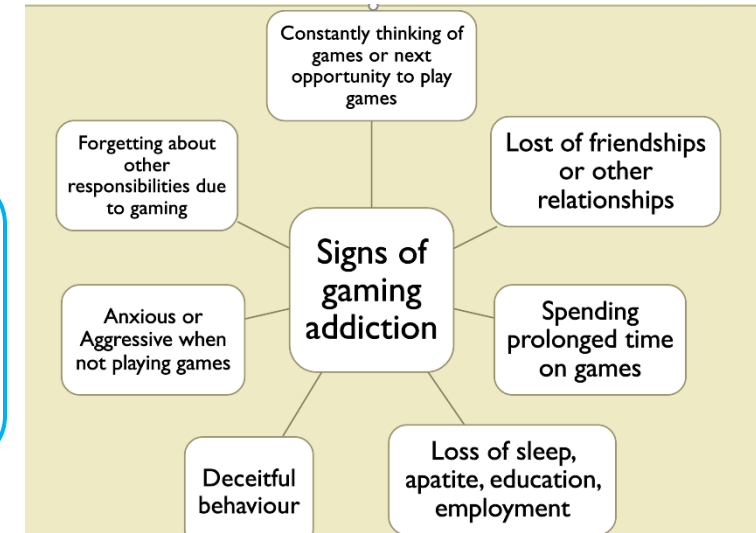 Constantly thinking of
games or next
opportunity to play
games
Forgetting about
other
responsibilities due
to gaming
Lost of friendships
or other
relationships
Signs of
gaming
addiction
Anxious or
Aggressive when
not playing games
Spending
prolonged time
on games
Deceitful
behaviour
Loss of sleep,
apatite, education,
employment